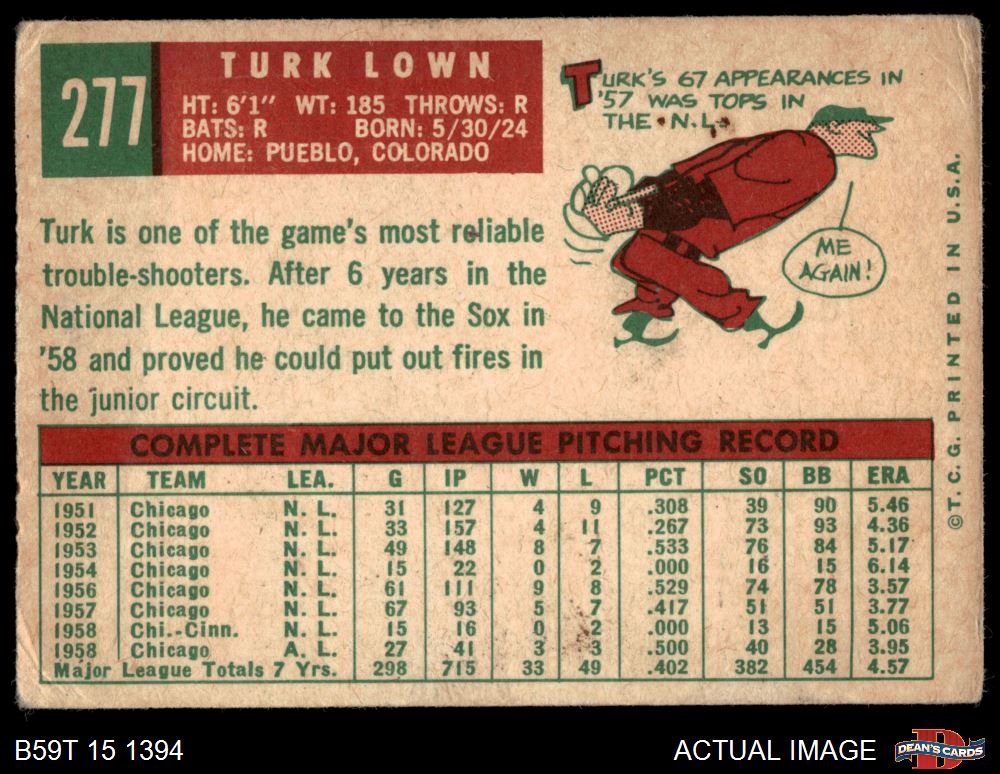 277
TURK LOWN
HT: 6'1" WT: 185 THROWS: R
BATS: R BORN: 5/30/24
HOME: PUEBLO, COLORADO
TURK'S 67 APPEARANCES IN
'57 WAS TOPS IN
THE N.L.
ME
AGAIN!
Turk is one of the game's most reliable
trouble-shooters. After 6 years in the
National League, he came to the Sox in
'58 and proved he could put out fires in
the junior circuit.
COMPLETE MAJOR LEAGUE PITCHING RECORD
YEAR TEAM LEA. G IP W L PCT SO BB ERA
1951 Chicago N. L. 31 127 4 9 .308 39 90 5.46
1952 Chicago N. L. 33 157 4 11 .267 73 93 4.36
1953 Chicago N. L. 49 148 8 7 .533 76 84 5.17
1954 Chicago N. L. 15 22 0 2 .000 16 15 6.14
1956 Chicago N. L. 61 111 9 8 .529 74 78 3.57
1957 Chicago N. L. 67 93 5 7 .417 51 51 3.77
1958 Chi.-Cinn. N. L. 15 16 0 2 .000 13 15 5.06
1958 Chicago A. L. 27 41 3 3 .500 40 28 3.95
Major League Totals 7 Yrs. 298 715 33 49 .402 382 454 4.57
© T. C. G. PRINTED IN U.S.A.
B59T 15 1394
ACTUAL IMAGE
DEAN'S CARDS